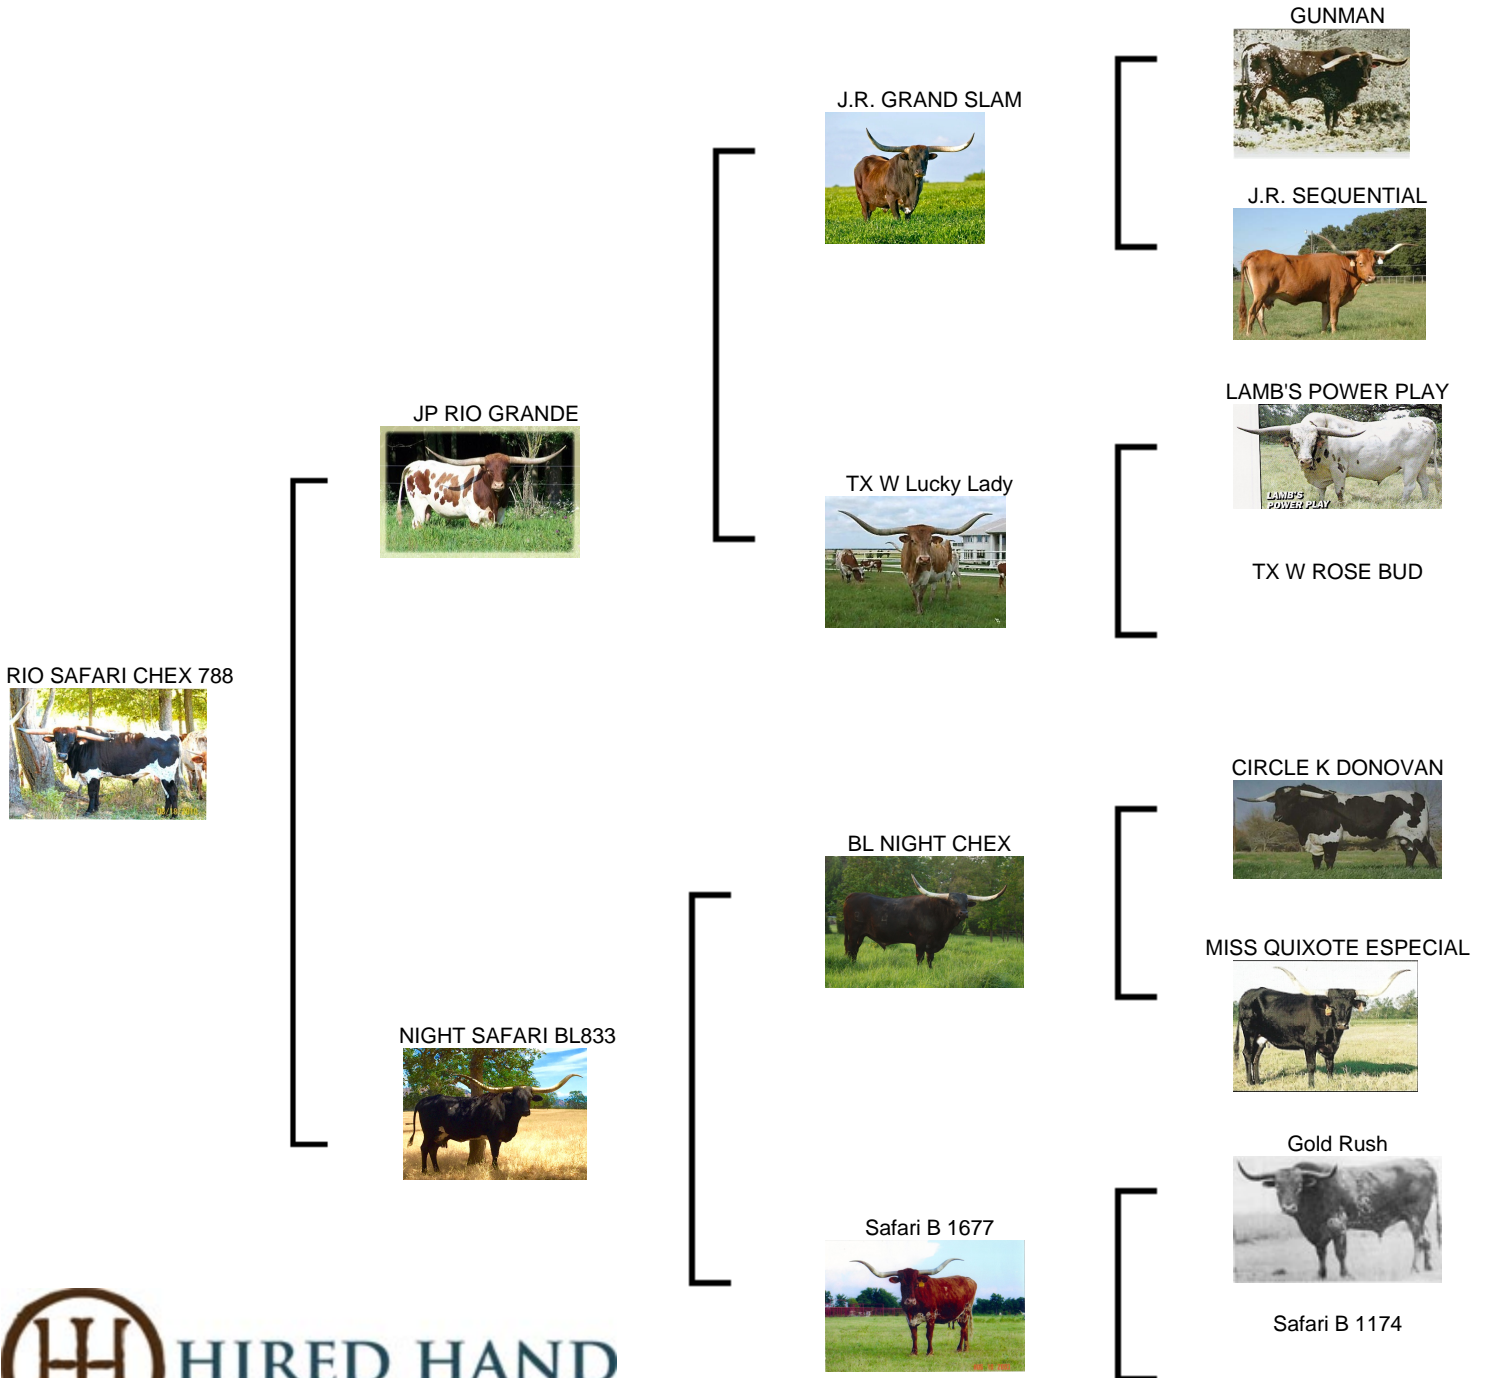 GUNMAN
J.R. GRAND SLAM
J.R. SEQUENTIAL
LAMB'S POWER PLAY
JP RIO GRANDE
TX W Lucky Lady
LAMB'S
POWER PLAY
TX W ROSE BUD
RIO SAFARI CHEX 788
CIRCLE K DONOVAN
BL NIGHT CHEX
MISS QUIXOTE ESPECIAL
NIGHT SAFARI BL833
Gold Rush
Safari B 1677
Safari B 1174
HIRED HAND